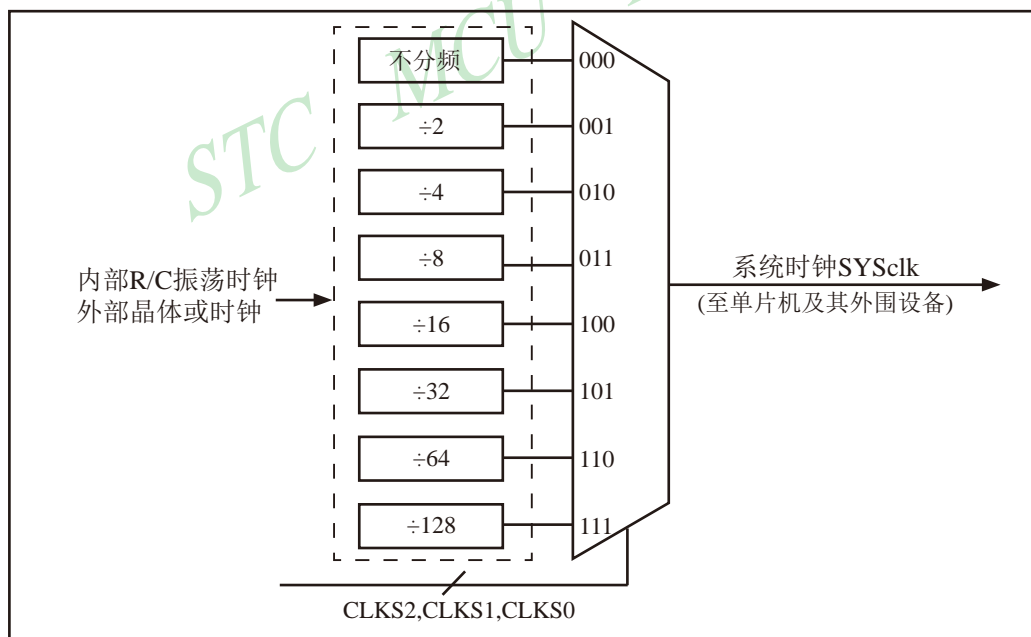 STC MCU
不分频
000
÷2
001
÷4
010
÷8
011
÷16
100
÷32
101
÷64
110
÷128
111
内部R/C振荡时钟
外部晶体或时钟
系统时钟SYSclk
(至单片机及其外围设备)
CLKS2,CLKS1,CLKS0